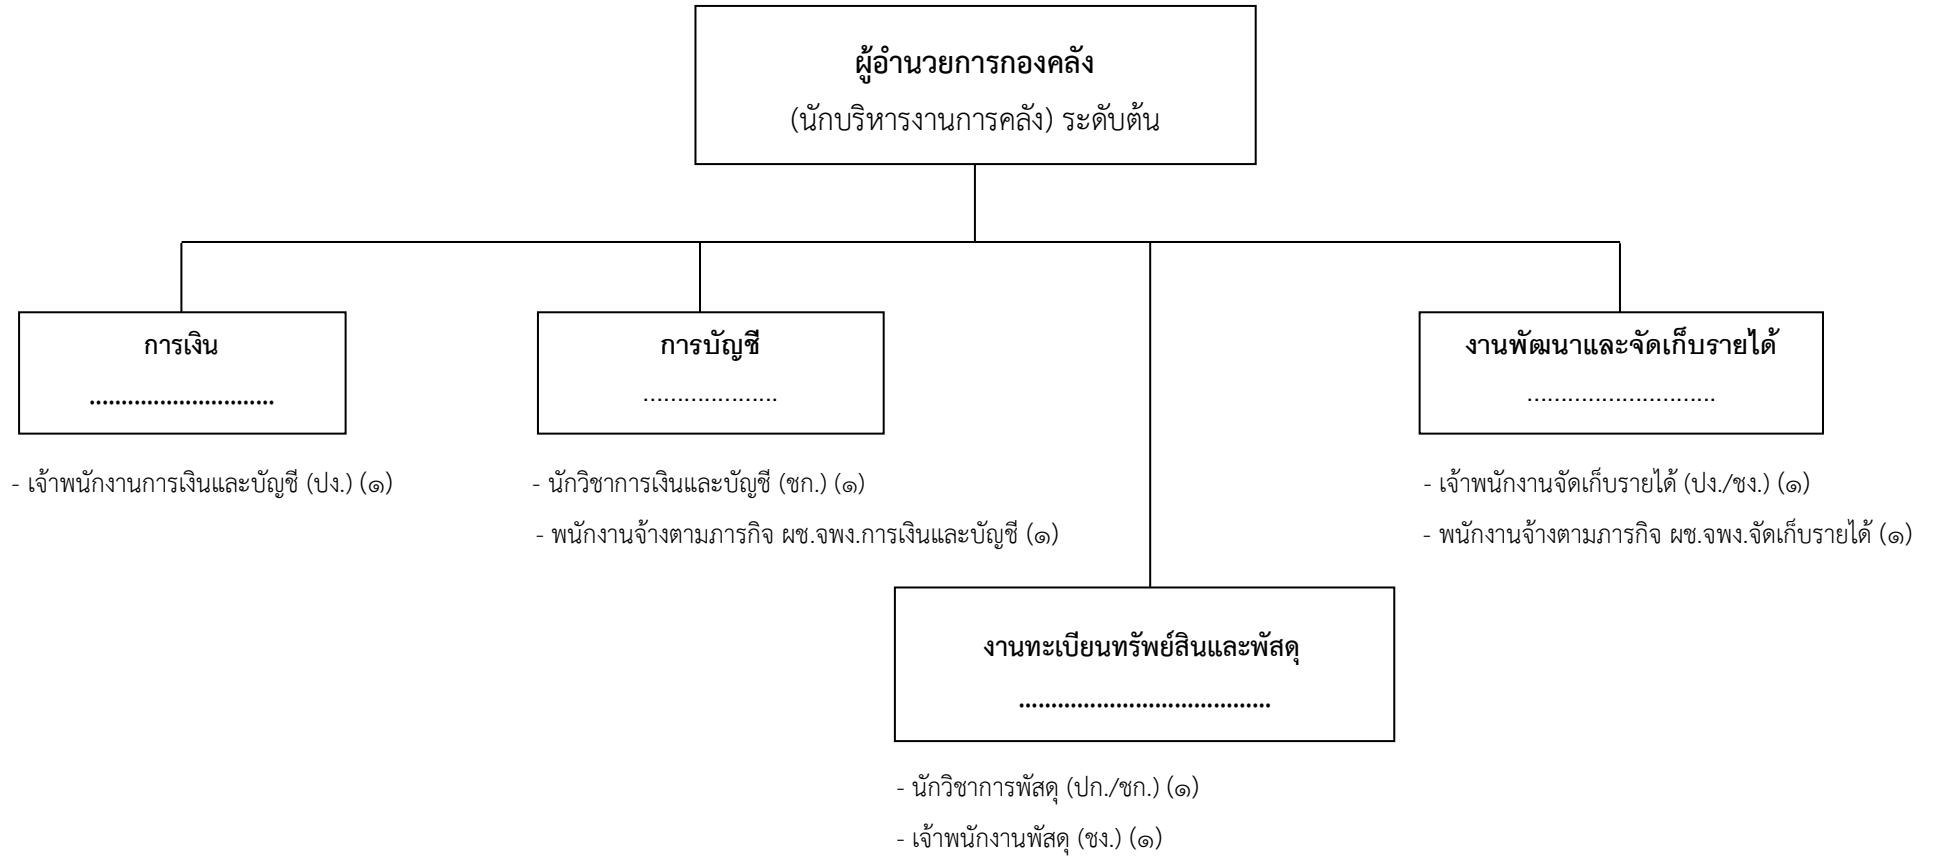 ผู้อำนวยการกองคลัง
(นักบริหารงานการคลัง) ระดับต้น
การเงิน
.............................
- เจ้าพนักงานการเงินและบัญชี (ปง.) (๑)
การบัญชี
....................
- นักวิชาการเงินและบัญชี (ชก.) (๑)
- พนักงานจ้างตามภารกิจ ผช.จพง.การเงินและบัญชี (๑)
งานพัฒนาและจัดเก็บรายได้
............................
- เจ้าพนักงานจัดเก็บรายได้ (ปง./ชง.) (๑)
- พนักงานจ้างตามภารกิจ ผช.จพง.จัดเก็บรายได้ (๑)
งานทะเบียนทรัพย์สินและพัสดุ
.......................................
- นักวิชาการพัสดุ (ปก./ชก.) (๑)
- เจ้าพนักงานพัสดุ (ชง.) (๑)